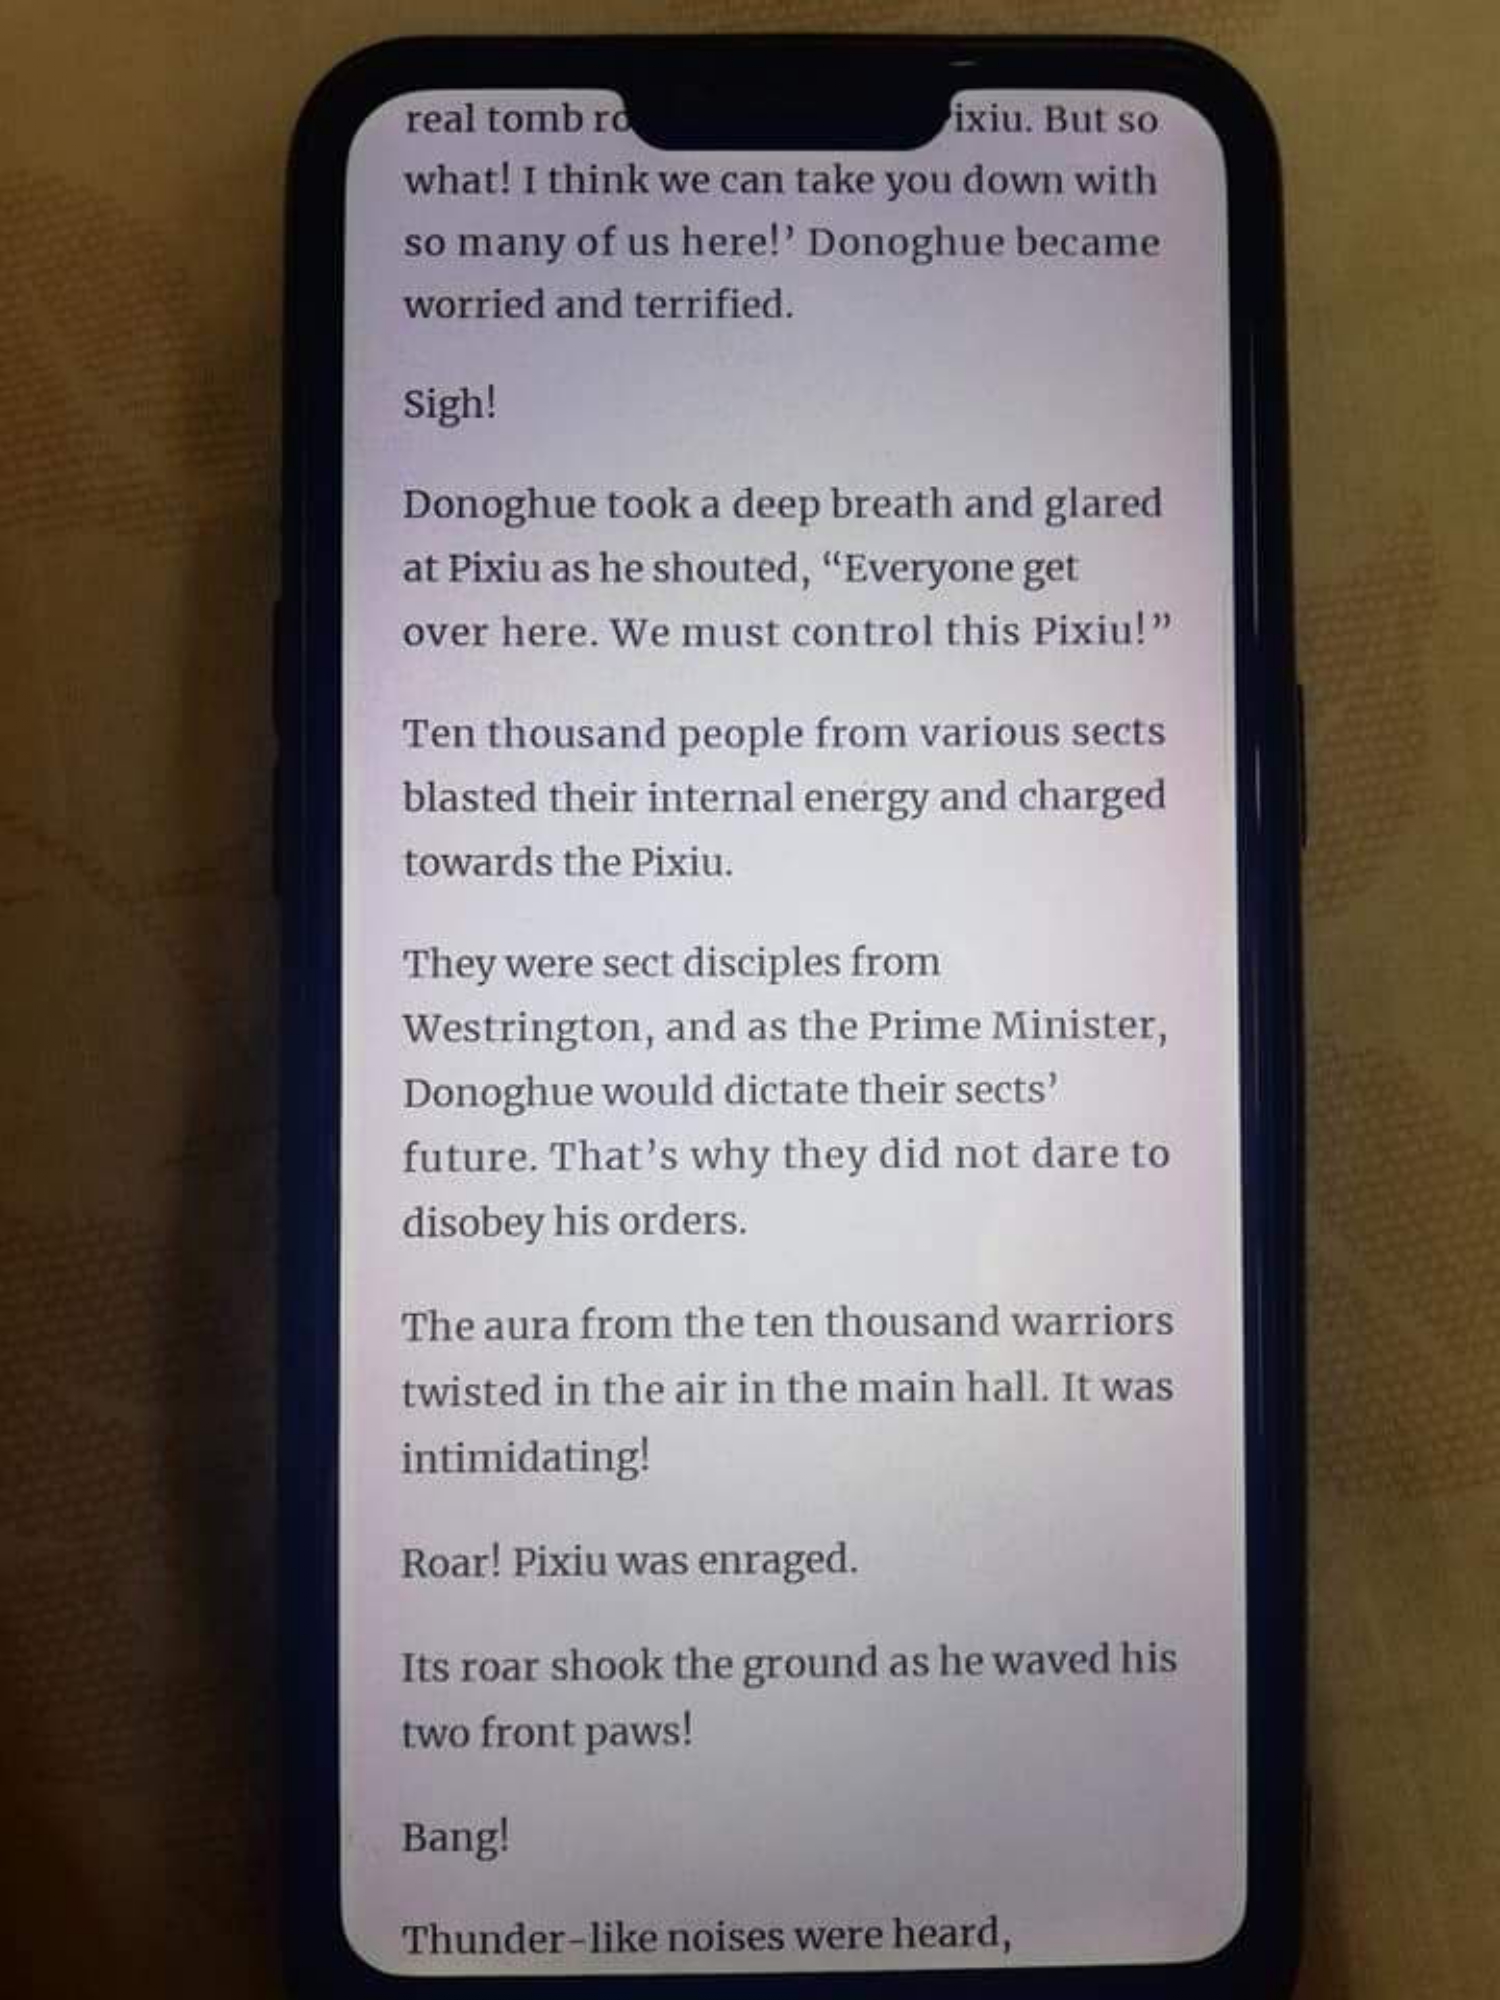 real tomb ixiu. But so
what! I think we can take you down with
so many of us here!’ Donoghue became
worried and terrified.
Sigh!
Donoghue took a deep breath and glared
at Pixiu as he shouted, “Everyone get
over here. We must control this Pixiu!”
Ten thousand people from various sects
blasted their internal energy and charged
towards the Pixiu.
They were sect disciples from
Westrington, and as the Prime Minister,
Donoghue would dictate their sects’
future. That’s why they did not dare to
disobey his orders.
The aura from the ten thousand warriors
twisted in the air in the main hall. It was
intimidating!
Roar! Pixiu was enraged.
Its roar shook the ground as he waved his
two front paws!
Bang!
Thunder-like noises were heard,